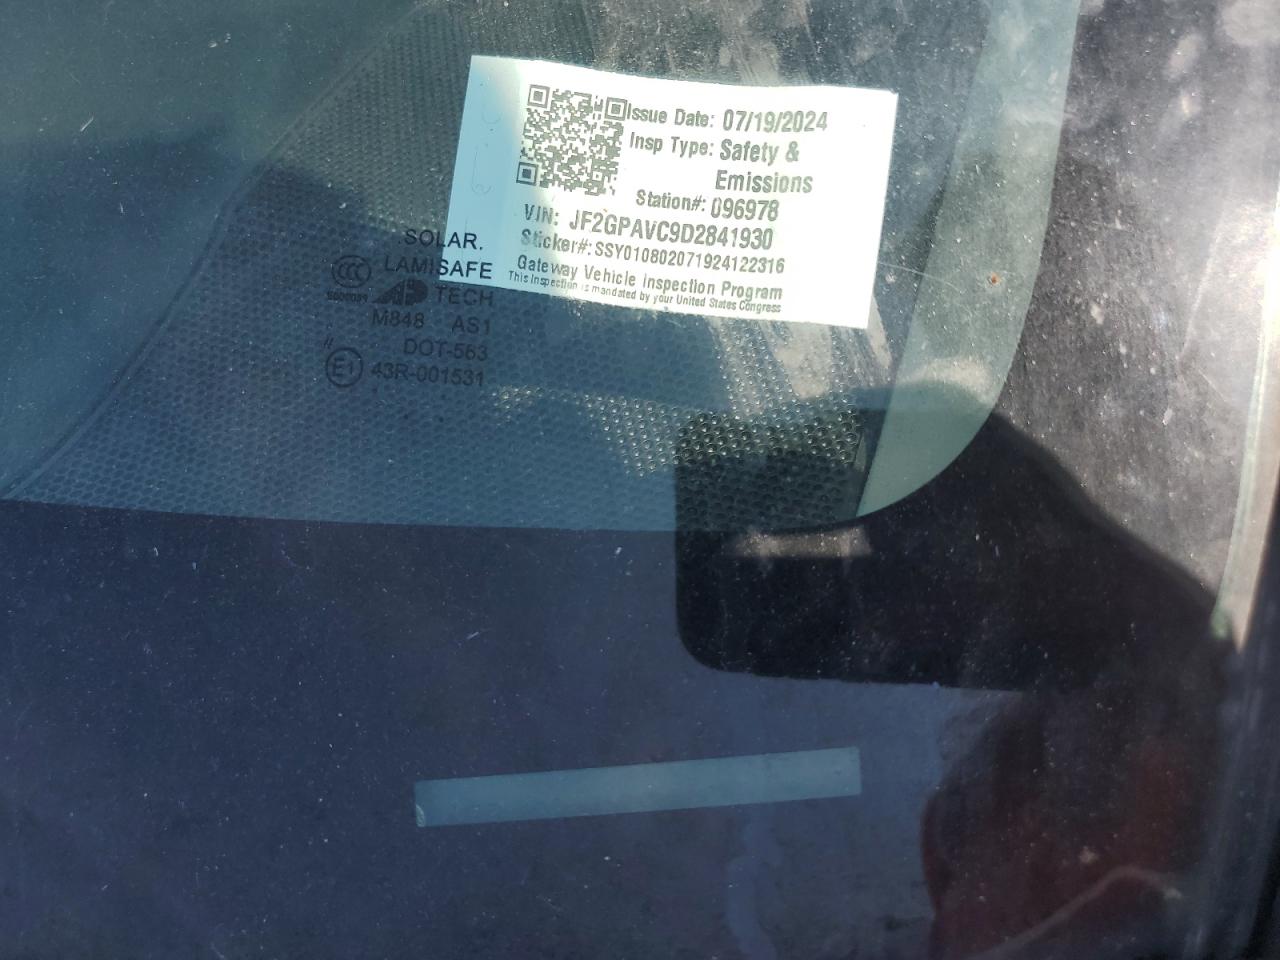 Issue Date: 07/19/2024
Insp Type: Safety &
Emissions
Station#: 096978
VIN: JF2GPAVC9D2841930
Sticker#: SSY010802071924122316
Gateway Vehicle Inspection Program
This Inspection is mandated by your United States Congress
SOLAR.
LAMISAFE
AP TECH
M848 AS1
DOT-563
E1 43R-001531